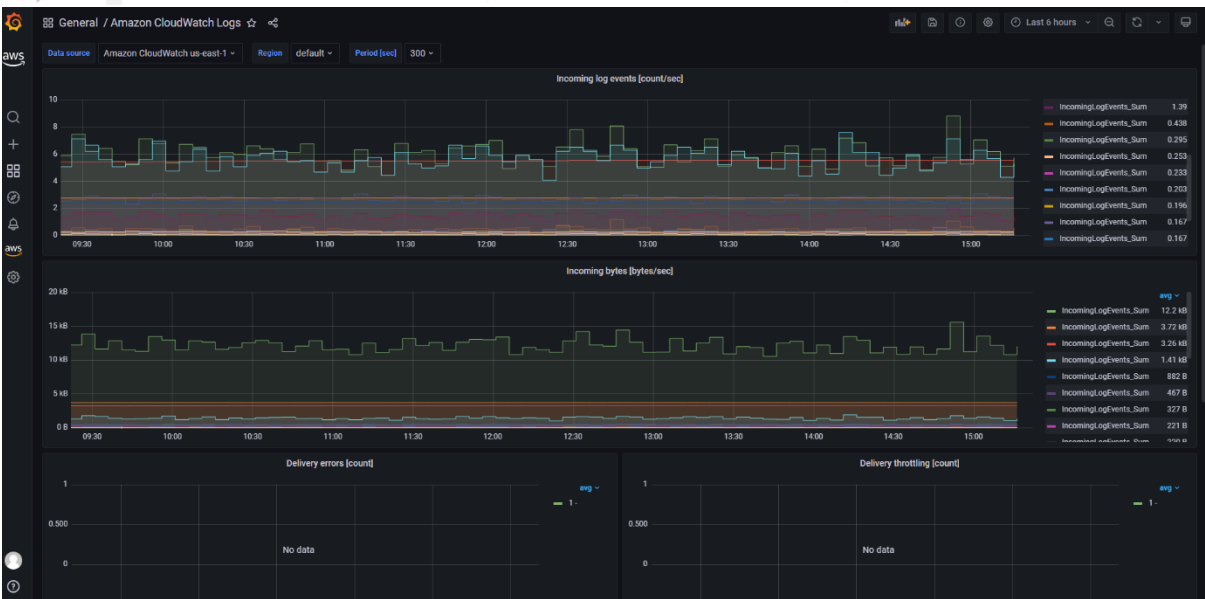 General / Amazon CloudWatch Logs
Last 6 hours
aws
Data source Amazon CloudWatch us-east-1 Region default Period [sec] 300
Incoming log events [count/sec]
10
8
6
4
2
0
09:30 10:00 10:30 11:00 11:30 12:00 12:30 13:00 13:30 14:00 14:30 15:00
IncomingLogEvents_Sum 1.39
IncomingLogEvents_Sum 0.438
IncomingLogEvents_Sum 0.295
IncomingLogEvents_Sum 0.253
IncomingLogEvents_Sum 0.233
IncomingLogEvents_Sum 0.203
IncomingLogEvents_Sum 0.196
IncomingLogEvents_Sum 0.167
IncomingLogEvents_Sum 0.167
aws
Incoming bytes [bytes/sec]
20 kB
15 kB
10 kB
5 kB
0 B
09:30 10:00 10:30 11:00 11:30 12:00 12:30 13:00 13:30 14:00 14:30 15:00
avg
IncomingLogEvents_Sum 12.2 kB
IncomingLogEvents_Sum 3.72 kB
IncomingLogEvents_Sum 3.26 kB
IncomingLogEvents_Sum 1.41 kB
IncomingLogEvents_Sum 882 B
IncomingLogEvents_Sum 467 B
IncomingLogEvents_Sum 327 B
IncomingLogEvents_Sum 221 B
IncomingLogEvents_Sum
Delivery errors [count]
1
0.500
0
No data
avg
1 -
Delivery throttling [count]
1
0.500
0
No data
avg
1 -